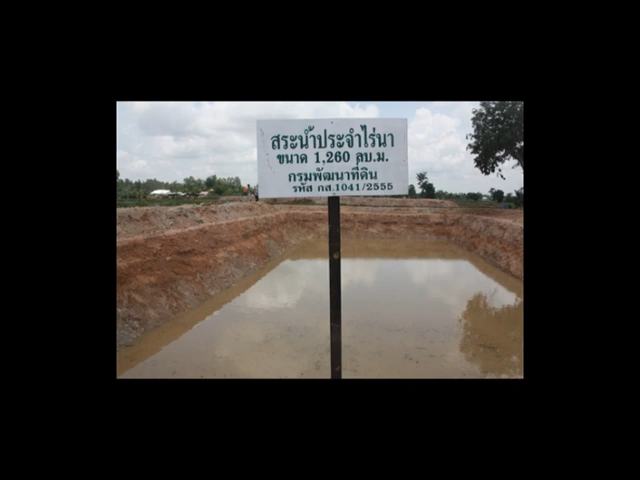 สระน้ำประจำไร่นา
ขนาด 1,260 ลบ.ม.
กรมพัฒนาที่ดิน
รหัส กส.1041/2555